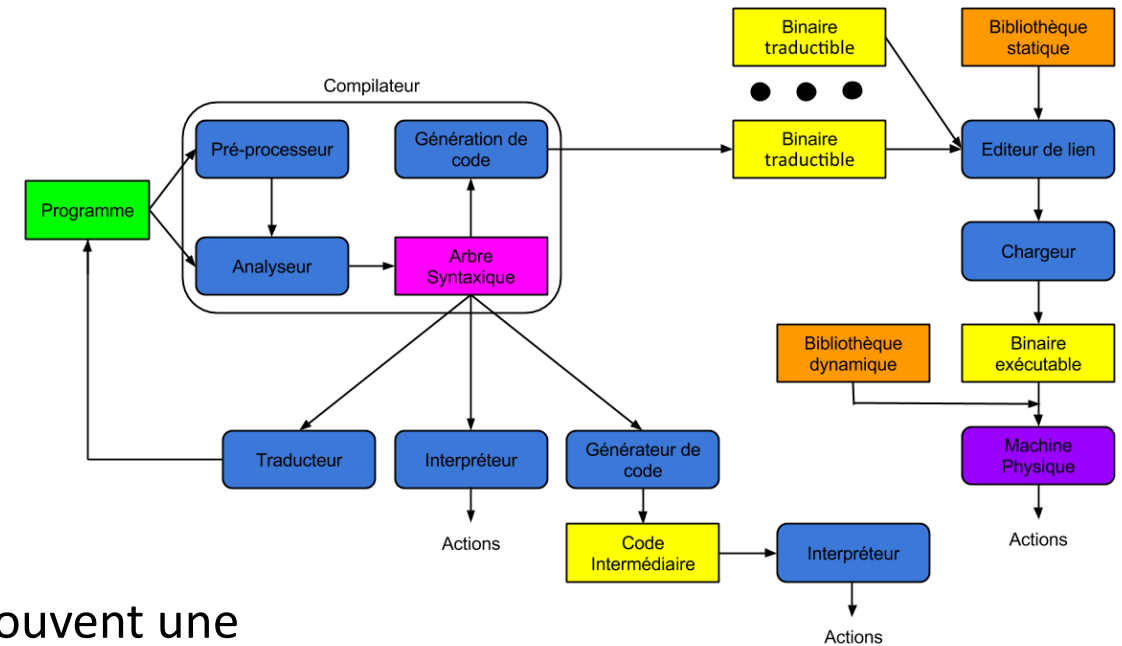 Binaire
traductible
Bibliothèque
statique
Compilateur
Pré-processeur
Génération de
code
Binaire
traductible
Editeur de lien
Programme
Analyseur
Arbre
Syntaxique
Chargeur
Bibliothèque
dynamique
Binaire
exécutable
Traducteur
Interpréteur
Générateur de
code
Machine
Physique
Actions
Code
Intermédiaire
Interpréteur
Actions
ouvent une
Actions